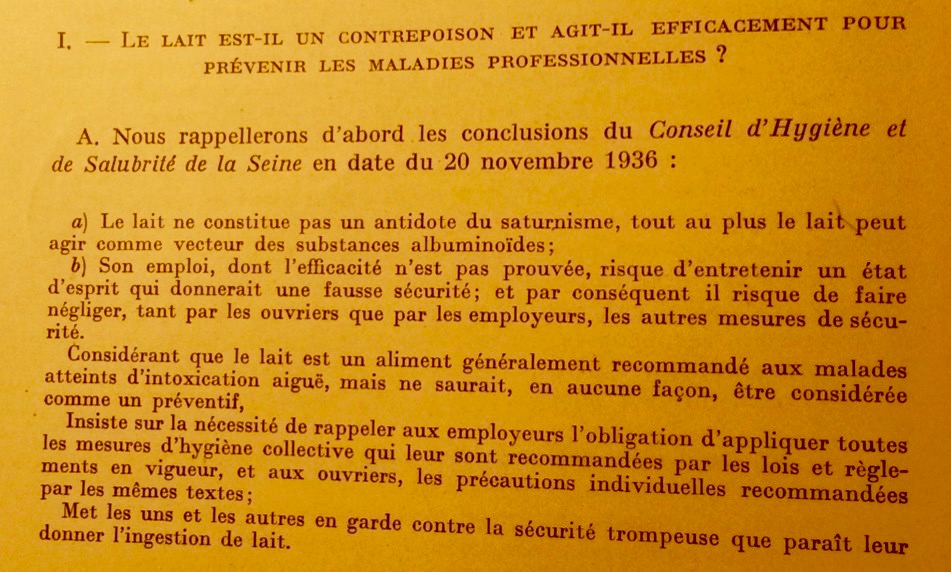 I. — LE LAIT EST-IL UN CONTREPOISON ET AGIT-IL EFFICACEMENT POUR
PRÉVENIR LES MALADIES PROFESSIONNELLES ?
A. Nous rappellerons d'abord les conclusions du Conseil d'Hygiène et
de Salubrité de la Seine en date du 20 novembre 1936 :
a) Le lait ne constitue pas un antidote du saturnisme, tout au plus le lait peut
agir comme vecteur des substances albuminoïdes;
b) Son emploi, dont l'efficacité n'est pas prouvée, risque d'entretenir un état
d'esprit qui donnerait une fausse sécurité; et par conséquent il risque de faire
négliger, tant par les ouvriers que par les employeurs, les autres mesures de sécu-
rité.
Considérant que le lait est un aliment généralement recommandé aux malades
atteints d'intoxication aiguë, mais ne saurait, en aucune façon, être considérée
comme un préventif,
Insiste sur la nécessité de rappeler aux employeurs l'obligation d'appliquer toutes
les mesures d'hygiène collective qui leur sont recommandées par les lois et règle-
ments en vigueur, et aux ouvriers, les précautions individuelles recommandées
par les mêmes textes;
Met les uns et les autres en garde contre la sécurité trompeuse que paraît leur
donner l'ingestion de lait.